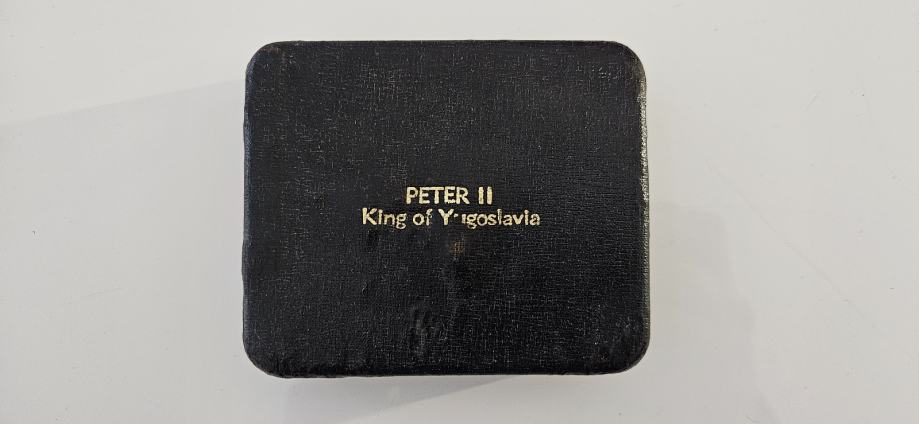 PETER II
King of Yugoslavia